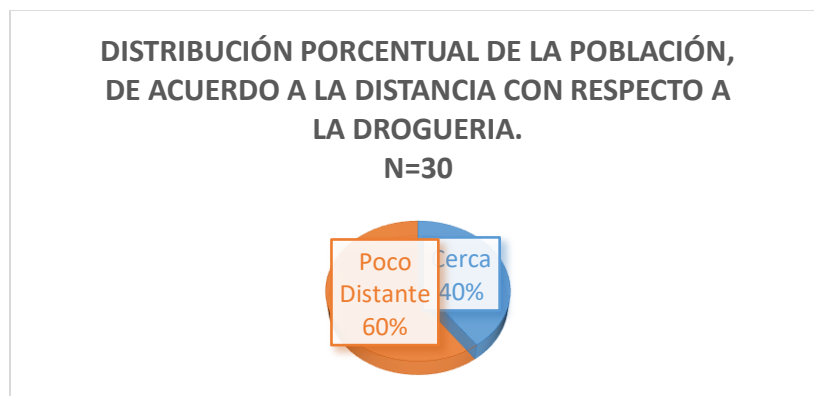 DISTRIBUCIÓN PORCENTUAL DE LA POBLACIÓN,
DE ACUERDO A LA DISTANCIA CON RESPECTO A
LA DROGUERIA.
N=30
Poco
Distante
60%
Cerca
40%